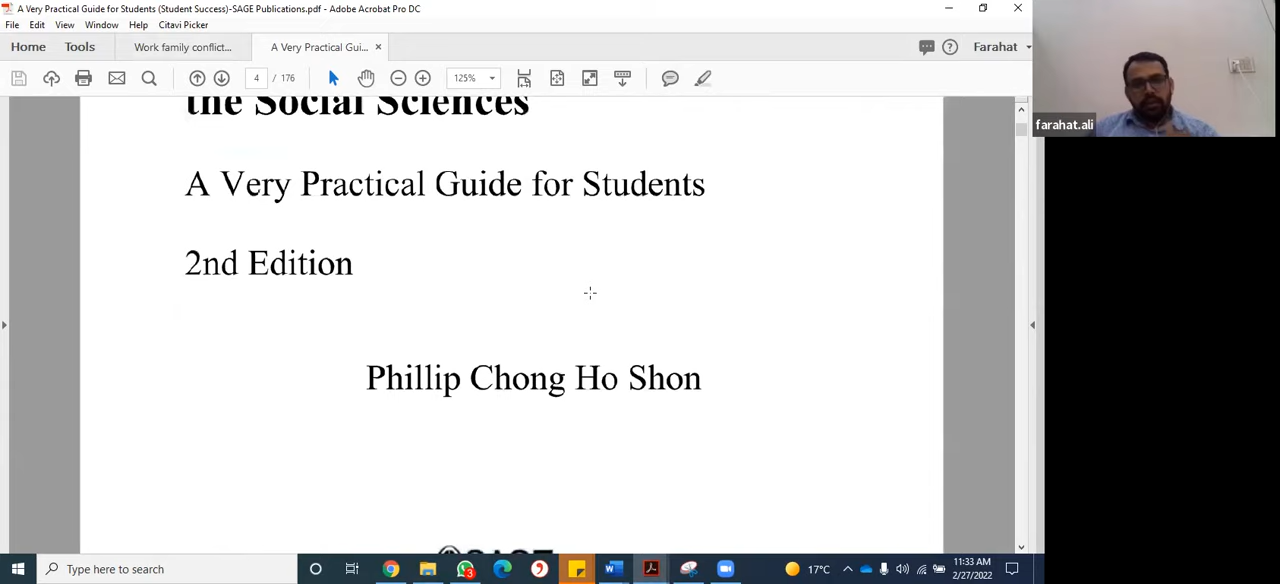 A Very Practical Guide for Students (Student Success)-SAGE Publications.pdf - Adobe Acrobat Pro DC
File Edit View Window Help Citavi Picker
Home Tools Work family conflict... A Very Practical Gui... × Farahat
4 / 176 125%
farahat.ali
the Social Sciences
A Very Practical Guide for Students
2nd Edition
Phillip Chong Ho Shon
SAGE
Type here to search 3 17°C 11:33 AM
2/27/2022